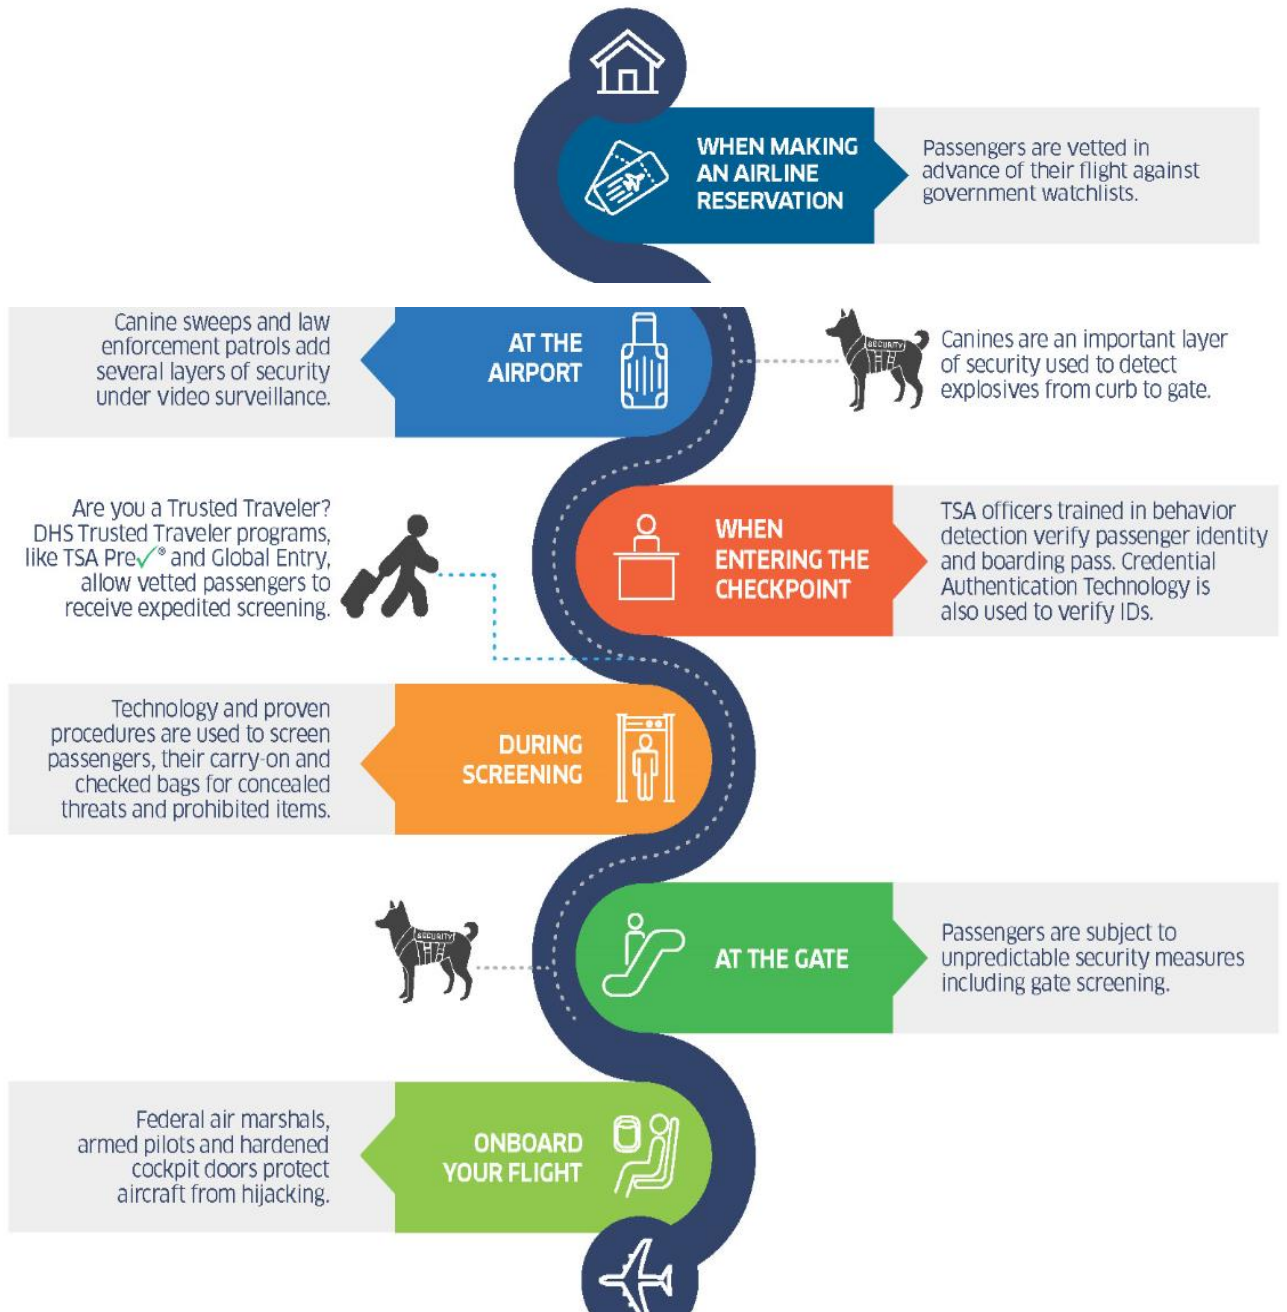 WHEN MAKING
AN AIRLINE
RESERVATION
Passengers are vetted in
advance of their flight against
government watchlists.
Canine sweeps and law
enforcement patrols add
several layers of security
under video surveillance.
AT THE
AIRPORT
SECURITY
Canines are an important layer
of security used to detect
explosives from curb to gate.
Are you a Trusted Traveler?
DHS Trusted Traveler programs,
like TSA Pre✓® and Global Entry,
allow vetted passengers to
receive expedited screening.
WHEN
ENTERING THE
CHECKPOINT
TSA officers trained in behavior
detection verify passenger identity
and boarding pass. Credential
Authentication Technology is
also used to verify IDs.
Technology and proven
procedures are used to screen
passengers, their carry-on and
checked bags for concealed
threats and prohibited items.
DURING
SCREENING
SECURITY
AT THE GATE
Passengers are subject to
unpredictable security measures
including gate screening.
Federal air marshals,
armed pilots and hardened
cockpit doors protect
aircraft from hijacking.
ONBOARD
YOUR FLIGHT